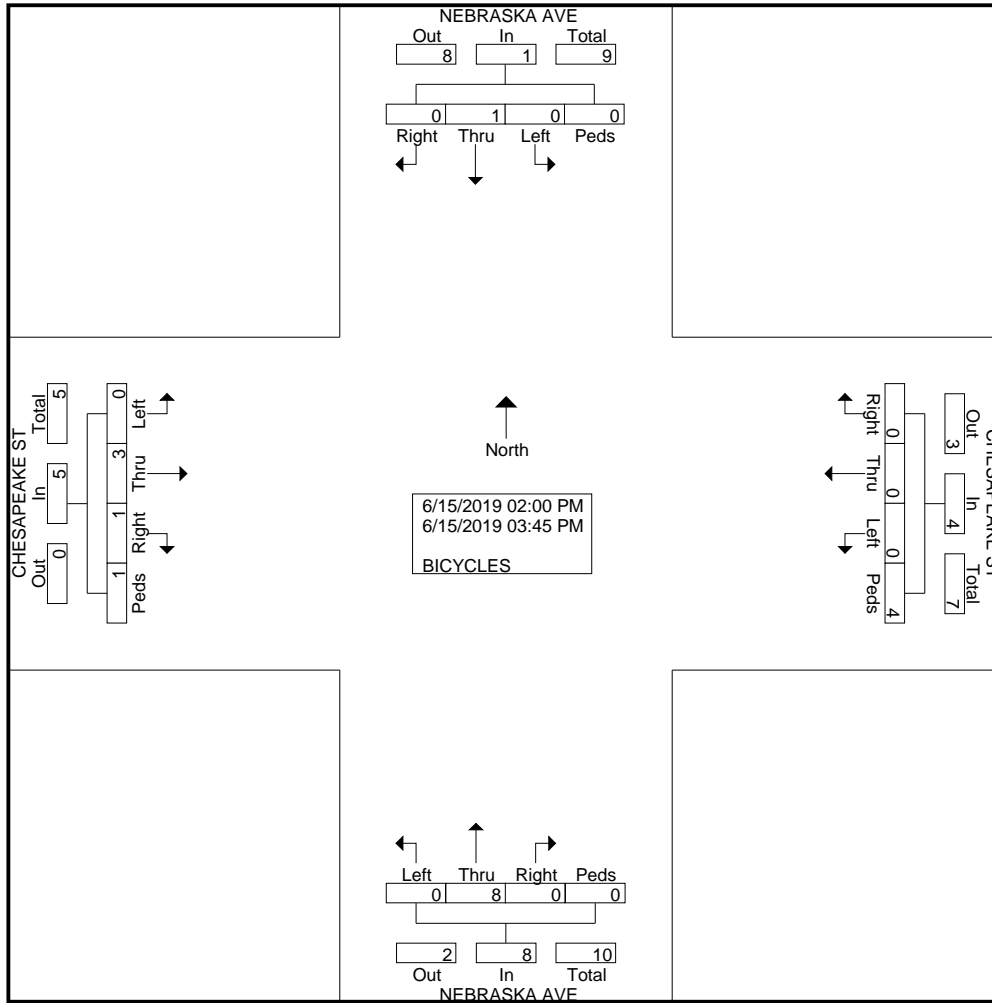 NEBRASKA AVE
Out In Total
8 1 9
0 1 0 0
Right Thru Left Peds
CHESAPEAKE ST
Total In Out
5 5 0
0 3 1 1
Left Thru Right Peds
North
6/15/2019 02:00 PM
6/15/2019 03:45 PM
BICYCLES
Right Thru Left Peds
0 0 0 4
Out In Total
3 4 7
CHESAPEAKE ST
Left Thru Right Peds
0 8 0 0
2 8 10
Out In Total
NEBRASKA AVE